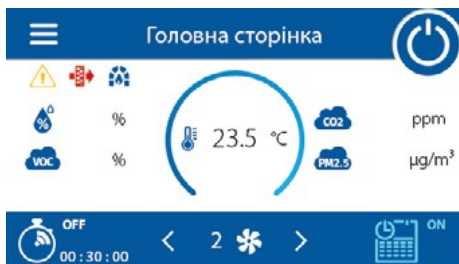 Головна сторінка
% % CO2 ppm
23.5 °C
VOC % PM2.5 µg/m³
OFF ON
00:30:00 2